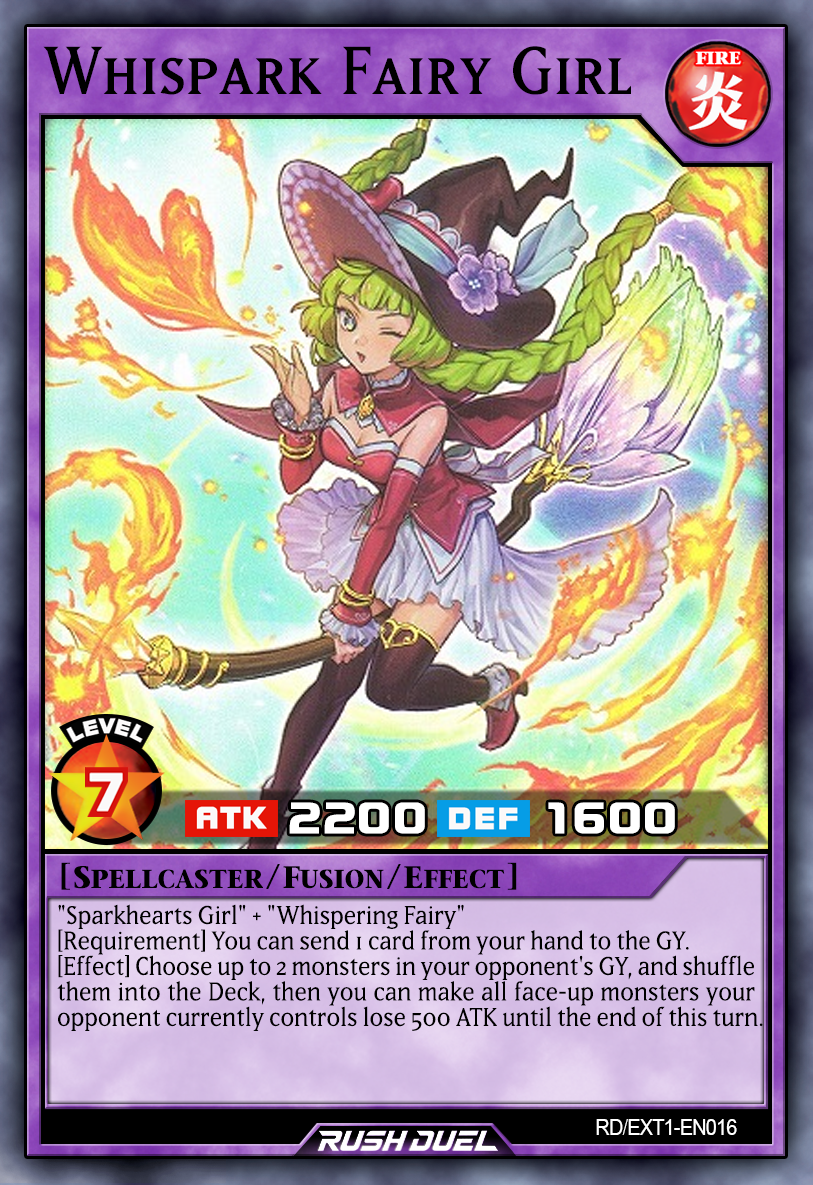 Whispark Fairy Girl
FIRE
炎
LEVEL
7
ATK 2200 DEF 1600
[Spellcaster/Fusion/Effect]
"Sparkhearts Girl" + "Whispering Fairy"
[Requirement] You can send 1 card from your hand to the GY.
[Effect] Choose up to 2 monsters in your opponent's GY, and shuffle
them into the Deck, then you can make all face-up monsters your
opponent currently controls lose 500 ATK until the end of this turn.
RD/EXT1-EN016
RUSH DUEL